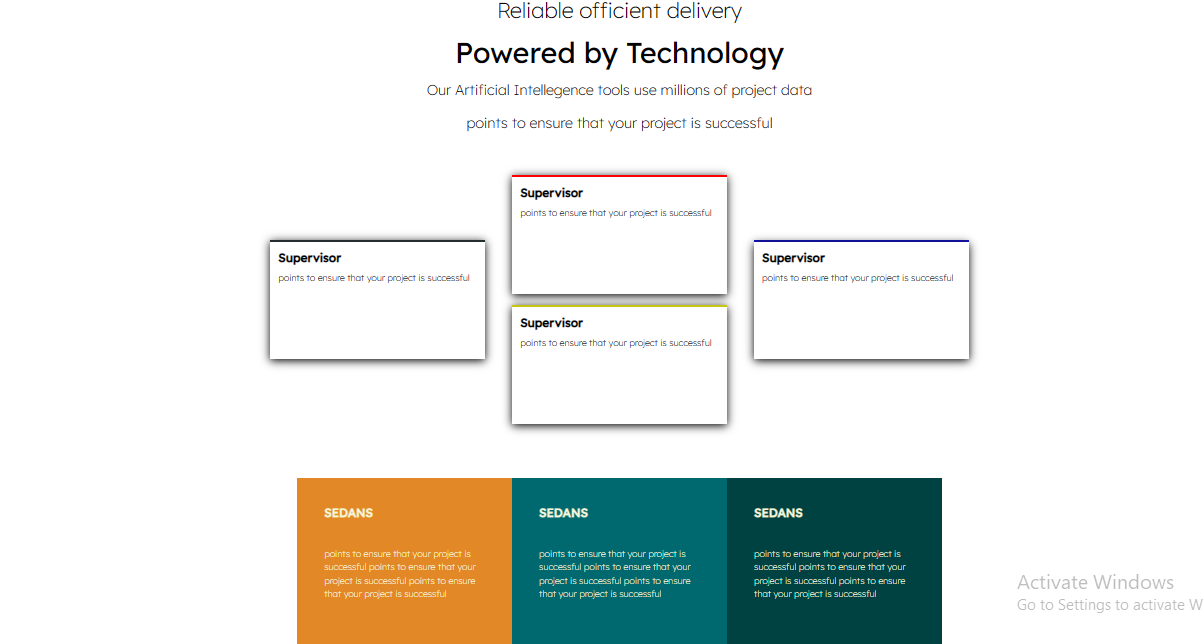 Reliable efficient delivery
Powered by Technology
Our Artificial Intellegence tools use millions of project data
points to ensure that your project is successful
Supervisor
points to ensure that your project is successful
Supervisor
points to ensure that your project is successful
Supervisor
points to ensure that your project is successful
Supervisor
points to ensure that your project is successful
SEDANS
points to ensure that your project is
successful points to ensure that your
project is successful points to ensure
that your project is successful
SEDANS
points to ensure that your project is
successful points to ensure that your
project is successful points to ensure
that your project is successful
SEDANS
points to ensure that your project is
successful points to ensure that your
project is successful points to ensure
that your project is successful
Activate Windows
Go to Settings to activate W